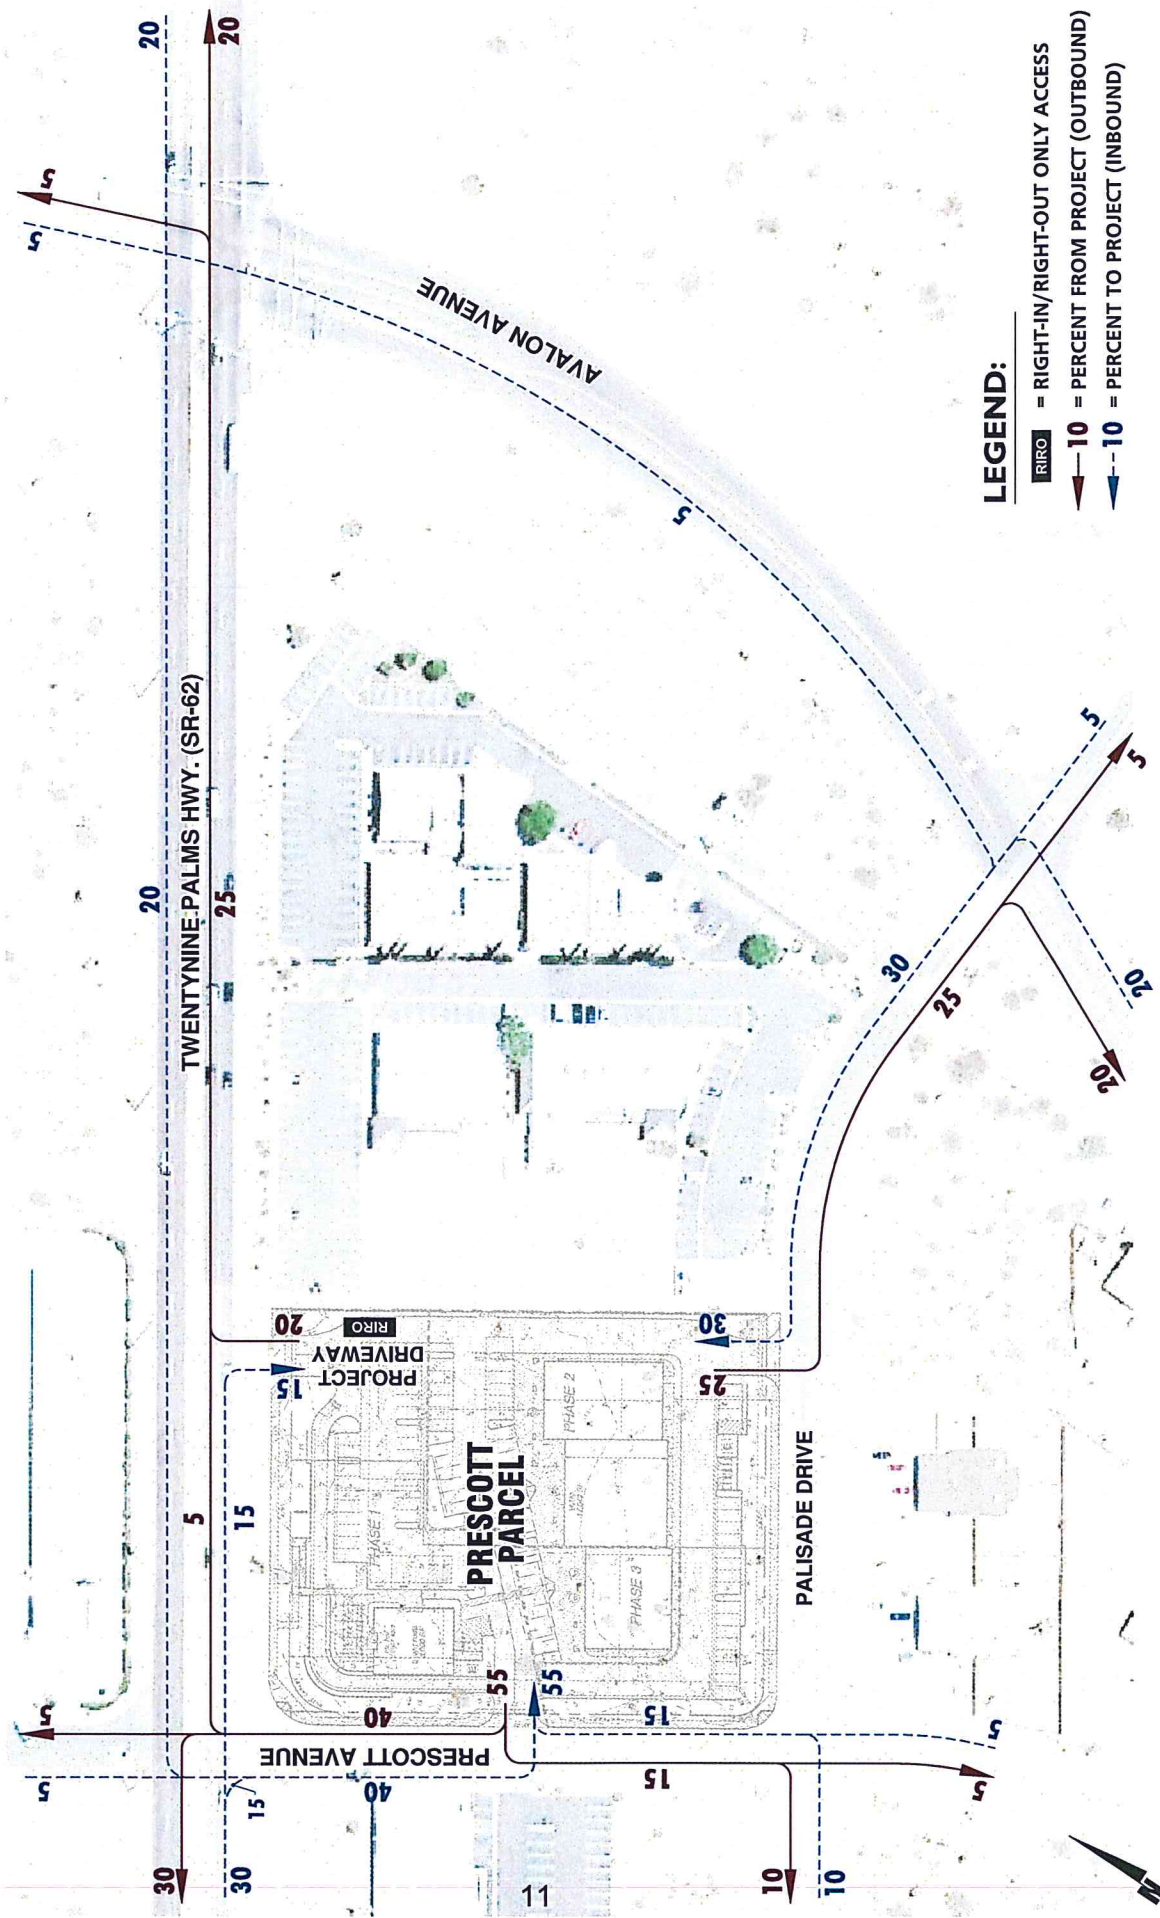 20
20
5
5
TWENTYNINE PALMS HWY. (SR-62)
20
25
AVALON AVENUE
5
5
15
20
RIRO
PROJECT
DRIVEWAY
15
30
25
PHASE 2
PHASE 1
PRESCOTT
PARCEL
PHASE 3
PALISADE DRIVE
30
25
5
5
20
20
55
55
40
15
PRESCOTT AVENUE
5
5
40
15
15
5
5
30
30
10
10
LEGEND:
RIRO = RIGHT-IN/RIGHT-OUT ONLY ACCESS
10 = PERCENT FROM PROJECT (OUTBOUND)
10 = PERCENT TO PROJECT (INBOUND)
N
11